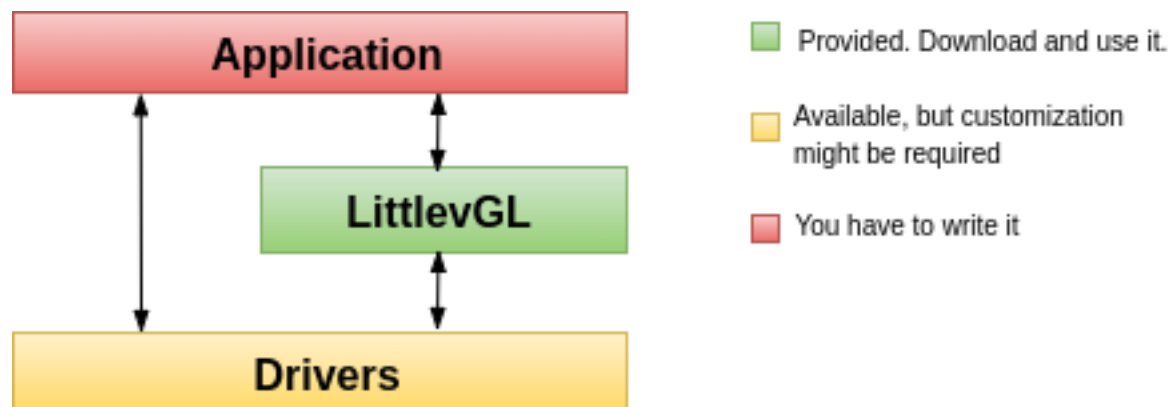 Application
LittlevGL
Drivers
Provided. Download and use it.
Available, but customization
might be required
You have to write it